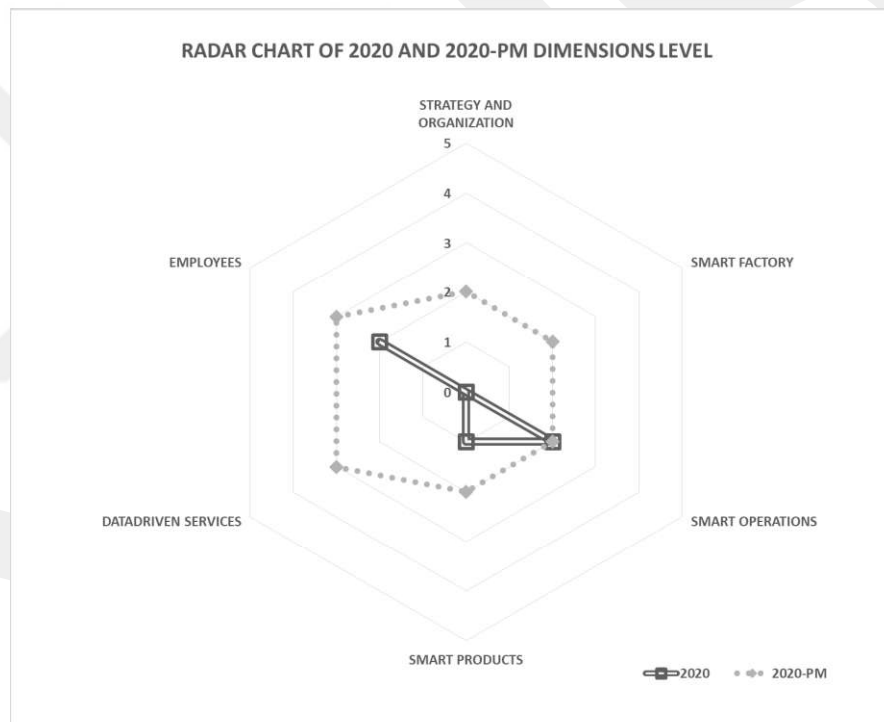 RADAR CHART OF 2020 AND 2020-PM DIMENSIONS LEVEL
STRATEGY AND
ORGANIZATION
5
4
EMPLOYEES
SMART FACTORY
3
2
1
0
DATADRIVEN SERVICES
SMART OPERATIONS
SMART PRODUCTS
2020
2020-PM